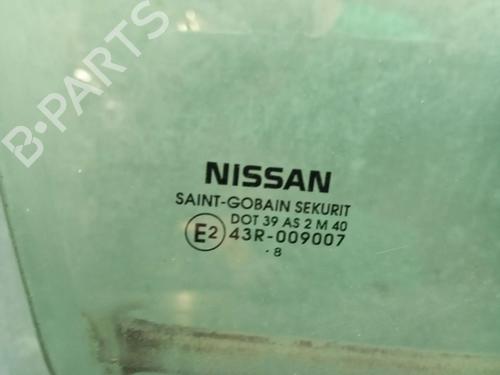 B-PARTS
NISSAN
SAINT-GOBAIN SEKURIT
DOT 39 AS 2 M 40
E2 43R-009007
· 8